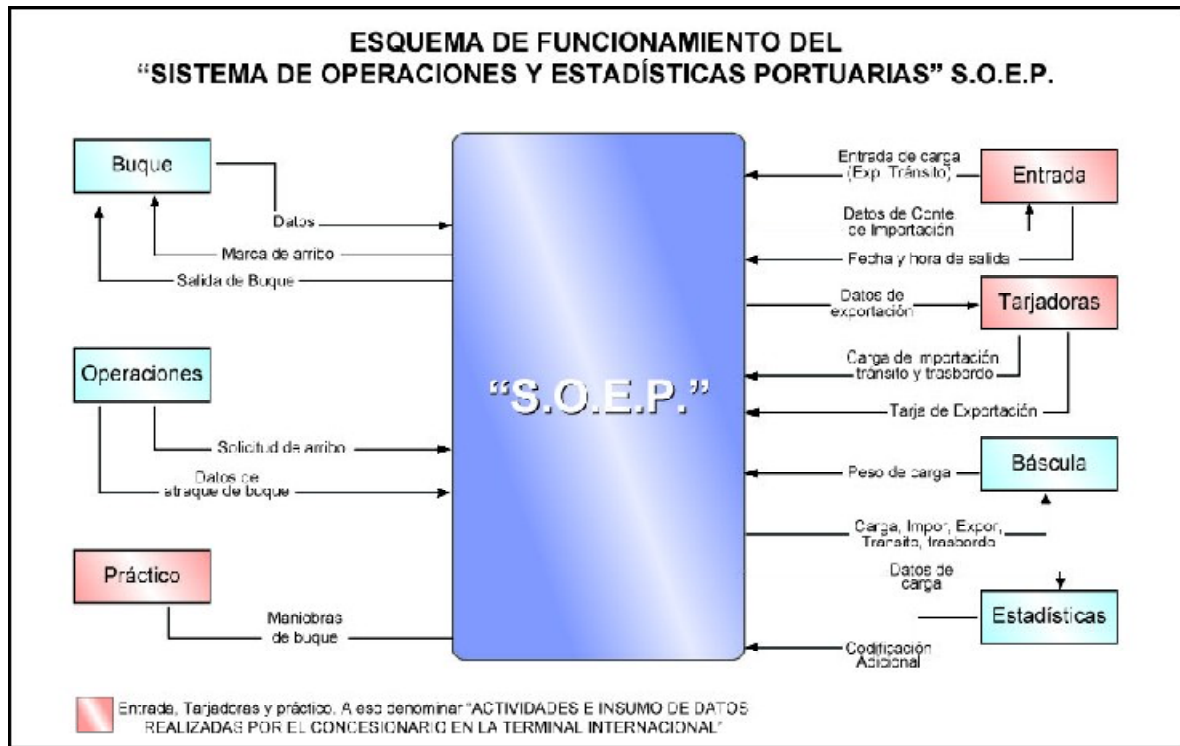 ESQUEMA DE FUNCIONAMIENTO DEL
“SISTEMA DE OPERACIONES Y ESTADÍSTICAS PORTUARIAS” S.O.E.P.
Buque
Datos
Marca de arribo
Salida de Buque
Operaciones
Solicitud de arribo
Datos de
atraque de buque
Práctico
Maniobras
de buque
“S.O.E.P.”
Entrada de carga
(Exp. Tránsito)
Entrada
Datos de Conte.
de Importación
Fecha y hora de salida
Datos de
exportación
Tarjadoras
Carga de importación,
tránsito y trasbordo
Tarja de Exportación
Peso de carga
Báscula
Carga, Impor, Expor,
Tránsito, trasbordo
Datos de
carga
Estadísticas
Codificación
Adicional
Entrada, Tarjadoras y práctico. A eso denominar “ACTIVIDADES E INSUMO DE DATOS
REALIZADAS POR EL CONCESIONARIO EN LA TERMINAL INTERNACIONAL”